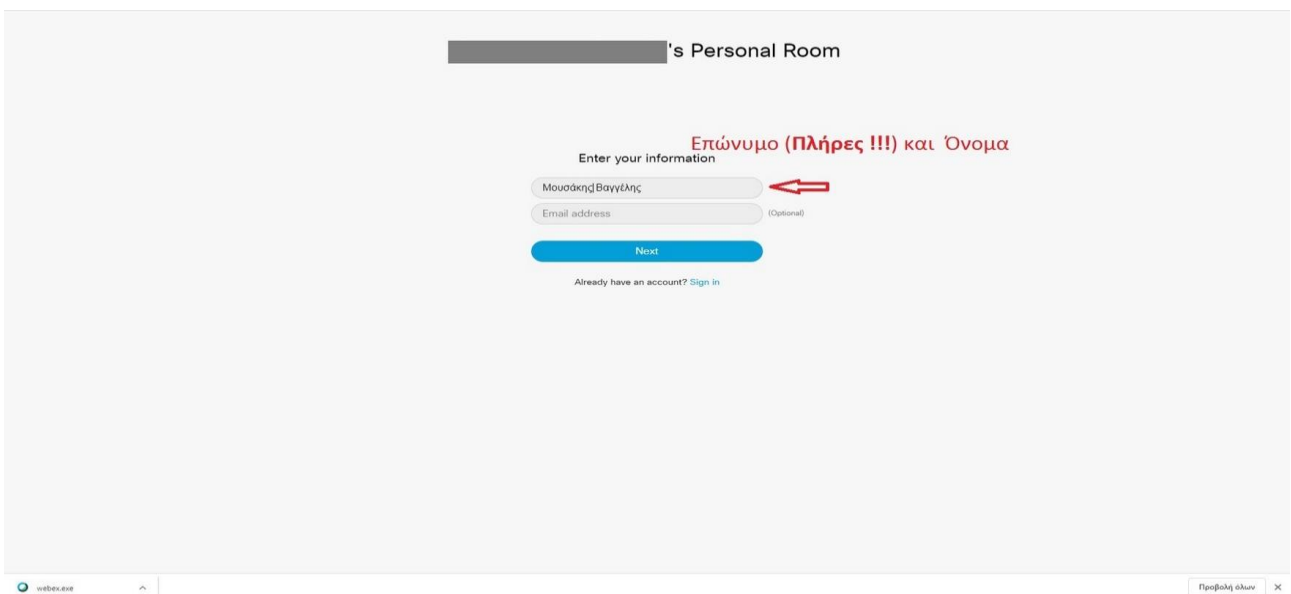 's Personal Room
Επώνυμο (Πλήρες !!!) και Όνομα
Enter your information
Μουσάκης Βαγγέλης
Email address
(Optional)
Next
Already have an account? Sign in
webex.exe
Προβολή όλων